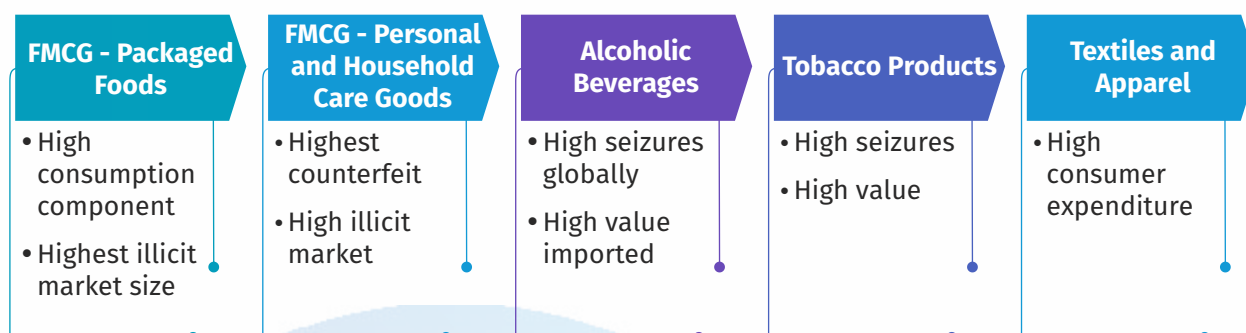 FMCG - Packaged
Foods
• High
consumption
component
• Highest illicit
market size
FMCG - Personal
and Household
Care Goods
• Highest
counterfeit
• High illicit
market
Alcoholic
Beverages
• High seizures
globally
• High value
imported
Tobacco Products
• High seizures
• High value
Textiles and
Apparel
• High
consumer
expenditure